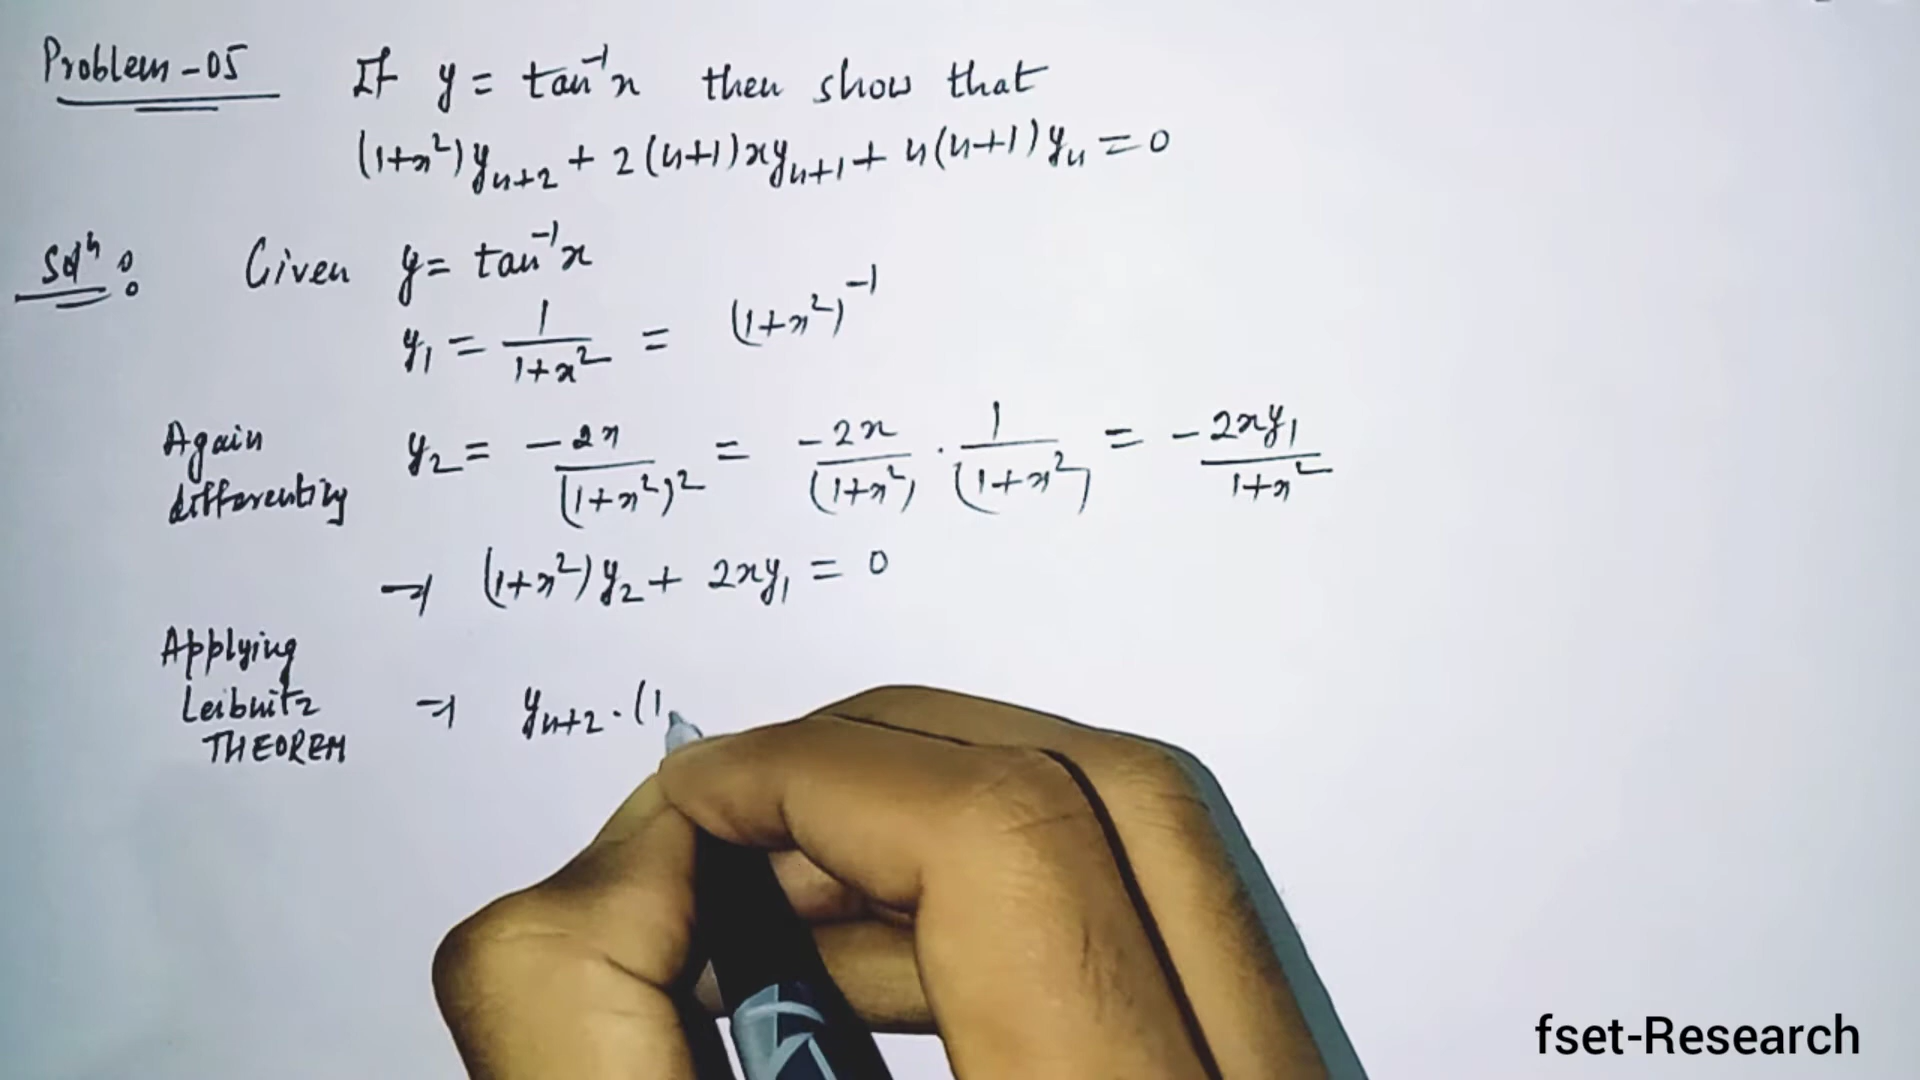 Problem-05 If y = tan⁻¹x then show that
(1+x²)yₙ₊₂ + 2(n+1)xyₙ₊₁ + n(n+1)yₙ = 0
Solⁿ: Given y = tan⁻¹x
y₁ = 1/(1+x²) = (1+x²)⁻¹
Again differenting y₂ = -2x/(1+x²)² = -2x/(1+x²) · 1/(1+x²) = -2xy₁/(1+x²)
→ (1+x²)y₂ + 2xy₁ = 0
Applying
Leibnitz → yₙ₊₂ · (1
THEOREM
fset-Research